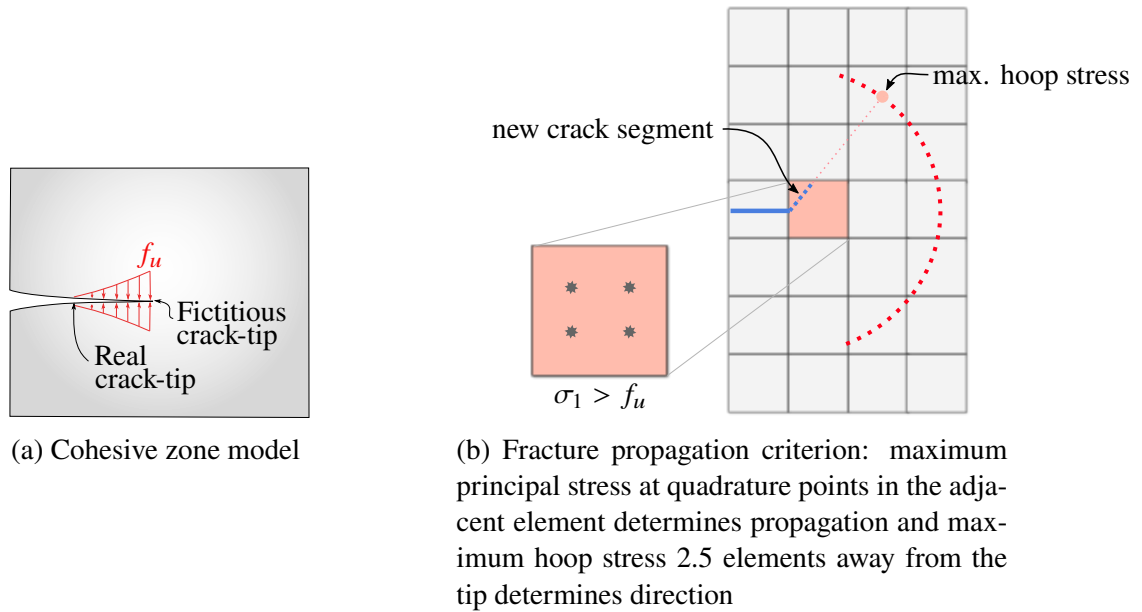 f_u
Fictitious
crack-tip
Real
crack-tip
(a) Cohesive zone model
max. hoop stress
new crack segment
σ₁ > f_u
(b) Fracture propagation criterion: maximum
principal stress at quadrature points in the adja-
cent element determines propagation and max-
imum hoop stress 2.5 elements away from the
tip determines direction